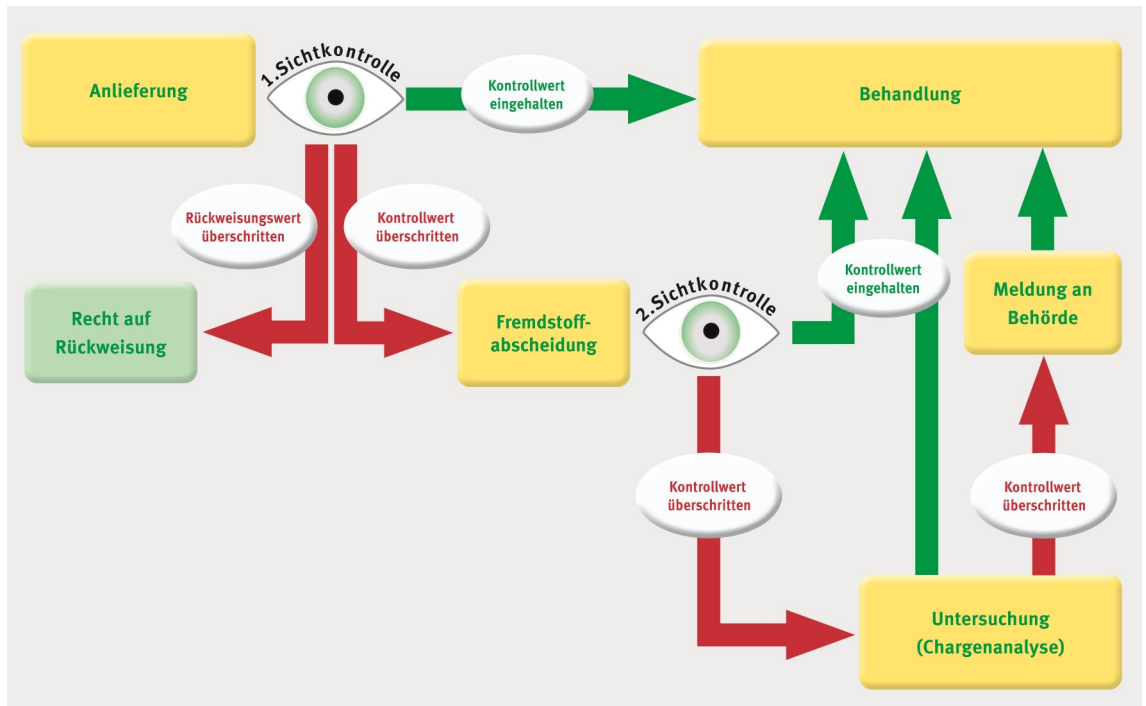 Anlieferung
1.Sichtkontrolle
Kontrollwert
eingehalten
Behandlung
Rückweisungswert
überschritten
Kontrollwert
überschritten
Recht auf
Rückweisung
Fremdstoff-
abscheidung
2.Sichtkontrolle
Kontrollwert
eingehalten
Meldung an
Behörde
Kontrollwert
überschritten
Kontrollwert
überschritten
Untersuchung
(Chargenanalyse)